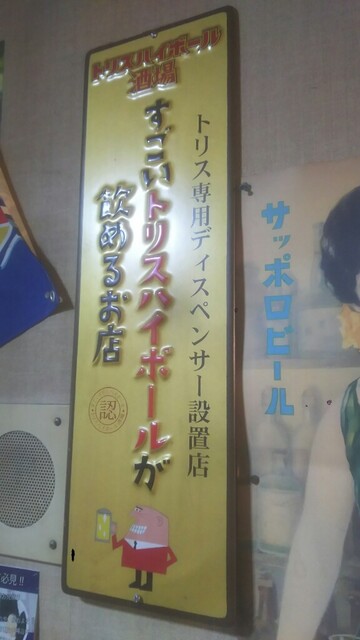 トリスハイボール
酒場
トリス専用ディスペンサー設置店
すごいトリスハイボールが
飲めるお店
認
サッポロビール
必見!!